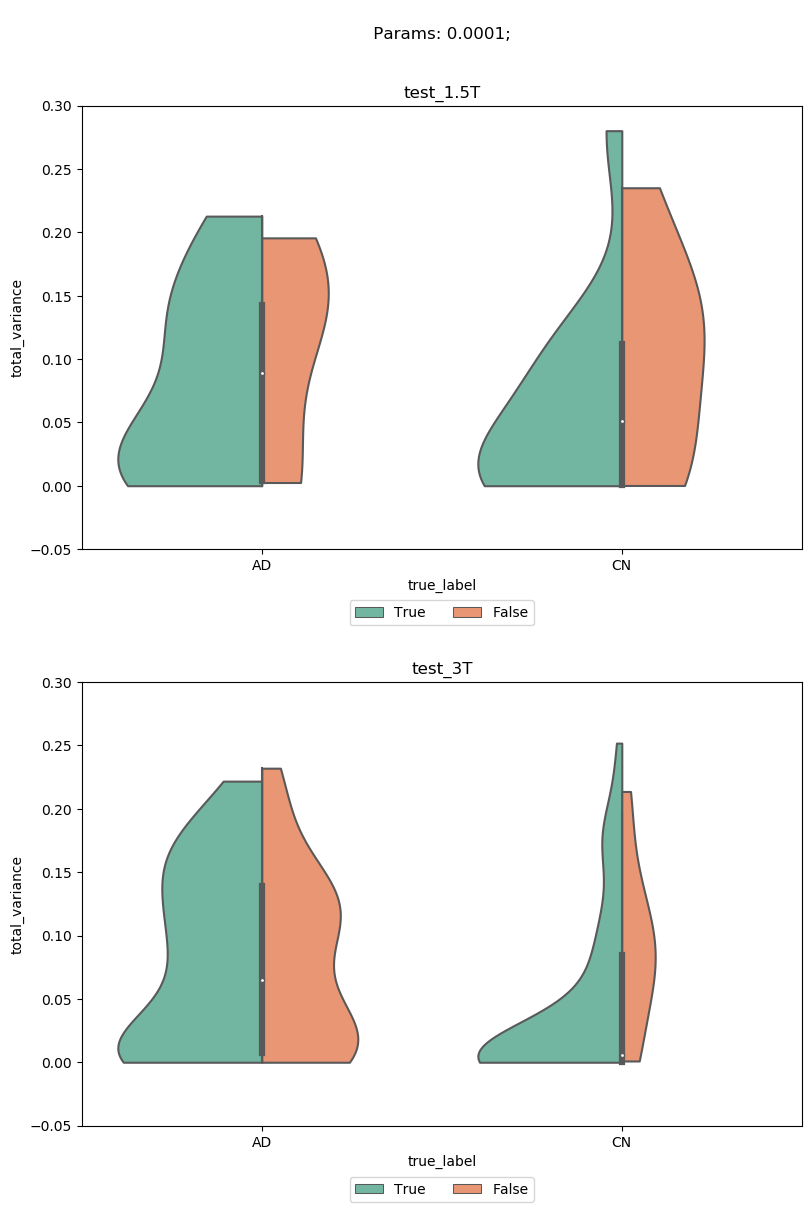 Params: 0.0001;
test_1.5T
0.30
0.25
0.20
0.15
0.10
0.05
0.00
−0.05
total_variance
AD CN
true_label
True False
test_3T
0.30
0.25
0.20
0.15
0.10
0.05
0.00
−0.05
total_variance
AD CN
true_label
True False